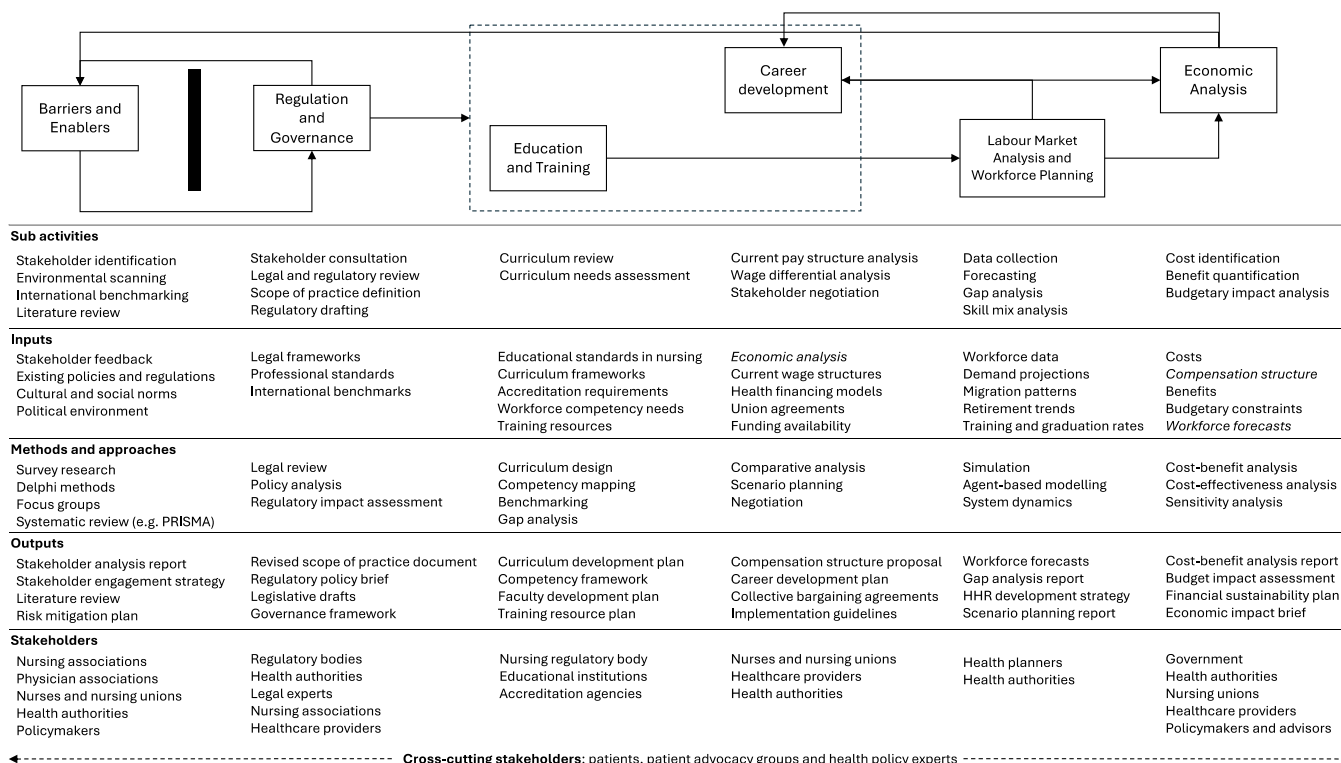 Barriers and
Enablers
Regulation
and
Governance
Education
and Training
Career
development
Labour Market
Analysis and
Workforce Planning
Economic
Analysis
Sub activities
Stakeholder identification
Environmental scanning
International benchmarking
Literature review
Stakeholder consultation
Legal and regulatory review
Scope of practice definition
Regulatory drafting
Curriculum review
Curriculum needs assessment
Current pay structure analysis
Wage differential analysis
Stakeholder negotiation
Data collection
Forecasting
Gap analysis
Skill mix analysis
Cost identification
Benefit quantification
Budgetary impact analysis
Inputs
Stakeholder feedback
Existing policies and regulations
Cultural and social norms
Political environment
Legal frameworks
Professional standards
International benchmarks
Educational standards in nursing
Curriculum frameworks
Accreditation requirements
Workforce competency needs
Training resources
Economic analysis
Current wage structures
Health financing models
Union agreements
Funding availability
Workforce data
Demand projections
Migration patterns
Retirement trends
Training and graduation rates
Costs
Compensation structure
Benefits
Budgetary constraints
Workforce forecasts
Methods and approaches
Survey research
Delphi methods
Focus groups
Systematic review (e.g. PRISMA)
Legal review
Policy analysis
Regulatory impact assessment
Curriculum design
Competency mapping
Benchmarking
Gap analysis
Comparative analysis
Scenario planning
Negotiation
Simulation
Agent-based modelling
System dynamics
Cost-benefit analysis
Cost-effectiveness analysis
Sensitivity analysis
Outputs
Stakeholder analysis report
Stakeholder engagement strategy
Literature review
Risk mitigation plan
Revised scope of practice document
Regulatory policy brief
Legislative drafts
Governance framework
Curriculum development plan
Competency framework
Faculty development plan
Training resource plan
Compensation structure proposal
Career development plan
Collective bargaining agreements
Implementation guidelines
Workforce forecasts
Gap analysis report
HHR development strategy
Scenario planning report
Cost-benefit analysis report
Budget impact assessment
Financial sustainability plan
Economic impact brief
Stakeholders
Nursing associations
Physician associations
Nurses and nursing unions
Health authorities
Policymakers
Regulatory bodies
Health authorities
Legal experts
Nursing associations
Healthcare providers
Nursing regulatory body
Educational institutions
Accreditation agencies
Nurses and nursing unions
Healthcare providers
Health authorities
Health planners
Health authorities
Government
Health authorities
Nursing unions
Healthcare providers
Policymakers and advisors
Cross-cutting stakeholders: patients, patient advocacy groups and health policy experts